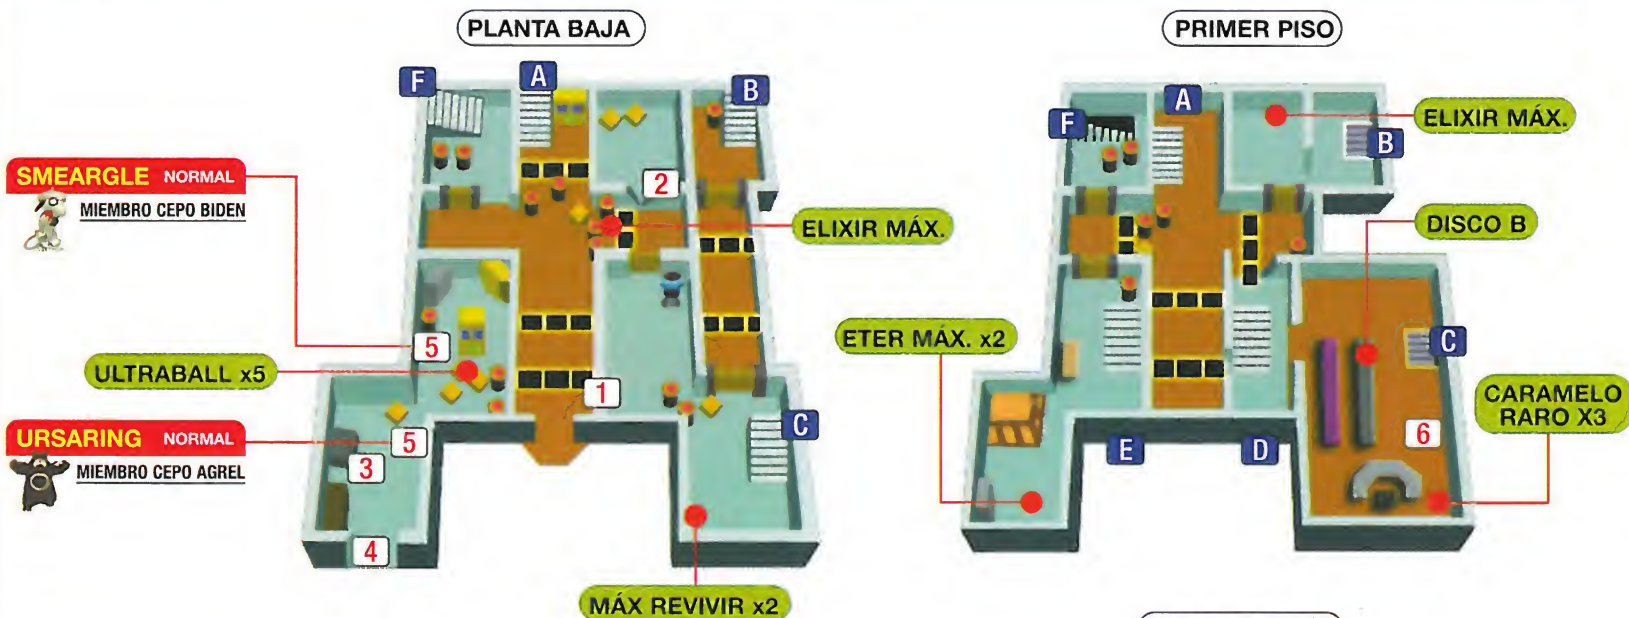 PLANTA BAJA
F
A
B
SMEARGLE NORMAL
MIEMBRO CEPO BIDEN
2
ELIXIR MÁX.
5
ULTRABALL x5
1
URSARING NORMAL
MIEMBRO CEPO AGREL
5
3
C
4
MÁX REVIVIR x2
PRIMER PISO
A
F
B
ELIXIR MÁX.
DISCO B
ETER MÁX. x2
C
CARAMELO
RARO X3
6
E
D